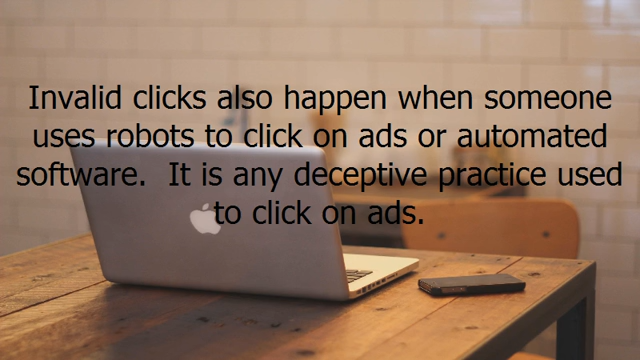 Invalid clicks also happen when someone
uses robots to click on ads or automated
software.  It is any deceptive practice used
to click on ads.